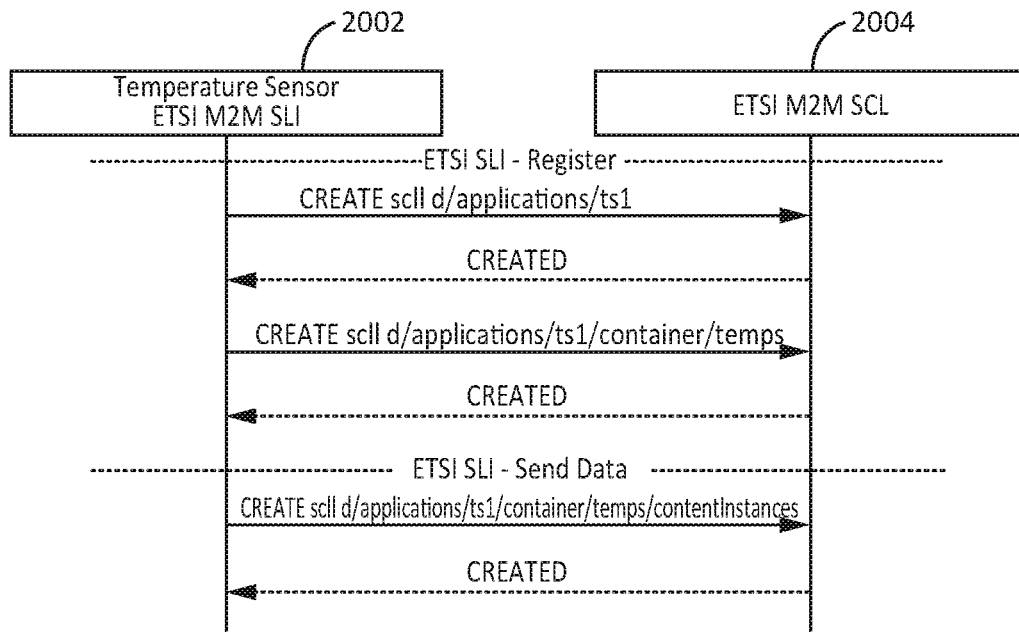 2002
2004
Temperature Sensor
ETSI M2M SLI
ETSI M2M SCL
ETSI SLI - Register
CREATE scll d/applications/ts1
CREATED
CREATE scll d/applications/ts1/container/temps
CREATED
ETSI SLI - Send Data
CREATE scll d/applications/ts1/container/temps/contentInstances
CREATED